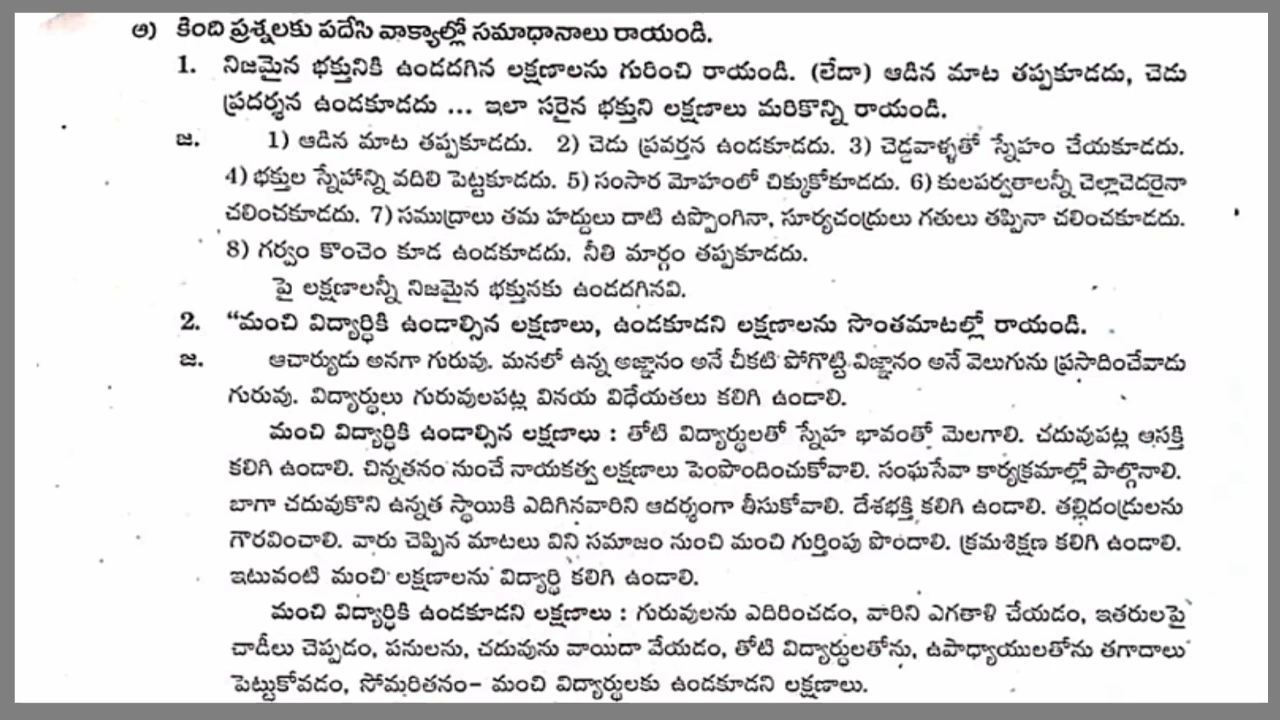 ఆ) కింది ప్రశ్నలకు పదేసి వాక్యాల్లో సమాధానాలు రాయండి.
1. నిజమైన భక్తునికి ఉండదగిన లక్షణాలను గురించి రాయండి. (లేదా) ఆడిన మాట తప్పకూడదు, చెడు
ప్రదర్శన ఉండకూడదు ... ఇలా సరైన భక్తుని లక్షణాలు మరికొన్ని రాయండి.
జ. 1) ఆడిన మాట తప్పకూడదు. 2) చెడు ప్రవర్తన ఉండకూడదు. 3) చెడ్డవాళ్ళతో స్నేహం చేయకూడదు.
4) భక్తుల స్నేహాన్ని వదిలి పెట్టకూడదు. 5) సంసార మోహంలో చిక్కుకోకూడదు. 6) కులపర్వతాలన్నీ చెల్లాచెదరైనా
చలించకూడదు. 7) సముద్రాలు తమ హద్దులు దాటి ఉప్పొంగినా, సూర్యచంద్రులు గతులు తప్పినా చలించకూడదు.
8) గర్వం కొంచెం కూడ ఉండకూడదు. నీతి మార్గం తప్పకూడదు.
పై లక్షణాలన్నీ నిజమైన భక్తునకు ఉండదగినవి.
2. “మంచి విద్యార్థికి ఉండాల్సిన లక్షణాలు, ఉండకూడని లక్షణాలను సొంతమాటల్లో రాయండి.
జ. ఆచార్యుడు అనగా గురువు. మనలో ఉన్న అజ్ఞానం అనే చీకటి పోగొట్టి విజ్ఞానం అనే వెలుగును ప్రసాదించేవాడు
గురువు. విద్యార్థులు గురువులపట్ల వినయ విధేయతలు కలిగి ఉండాలి.
మంచి విద్యార్థికి ఉండాల్సిన లక్షణాలు : తోటి విద్యార్థులతో స్నేహ భావంతో మెలగాలి. చదువుపట్ల ఆసక్తి
కలిగి ఉండాలి. చిన్నతనం నుంచే నాయకత్వ లక్షణాలు పెంపొందించుకోవాలి. సంఘసేవా కార్యక్రమాల్లో పాల్గొనాలి.
బాగా చదువుకొని ఉన్నత స్థాయికి ఎదిగినవారిని ఆదర్శంగా తీసుకోవాలి. దేశభక్తి కలిగి ఉండాలి. తల్లిదండ్రులను
గౌరవించాలి. వారు చెప్పిన మాటలు విని సమాజం నుంచి మంచి గుర్తింపు పొందాలి. క్రమశిక్షణ కలిగి ఉండాలి.
ఇటువంటి మంచి లక్షణాలను విద్యార్థి కలిగి ఉండాలి.
మంచి విద్యార్థికి ఉండకూడని లక్షణాలు : గురువులను ఎదిరించడం, వారిని ఎగతాళి చేయడం, ఇతరులపై
చాడీలు చెప్పడం, పనులను, చదువును వాయిదా వేయడం, తోటి విద్యార్థులతోను, ఉపాధ్యాయులతోను తగాదాలు
పెట్టుకోవడం, సోమరితనం– మంచి విద్యార్థులకు ఉండకూడని లక్షణాలు.